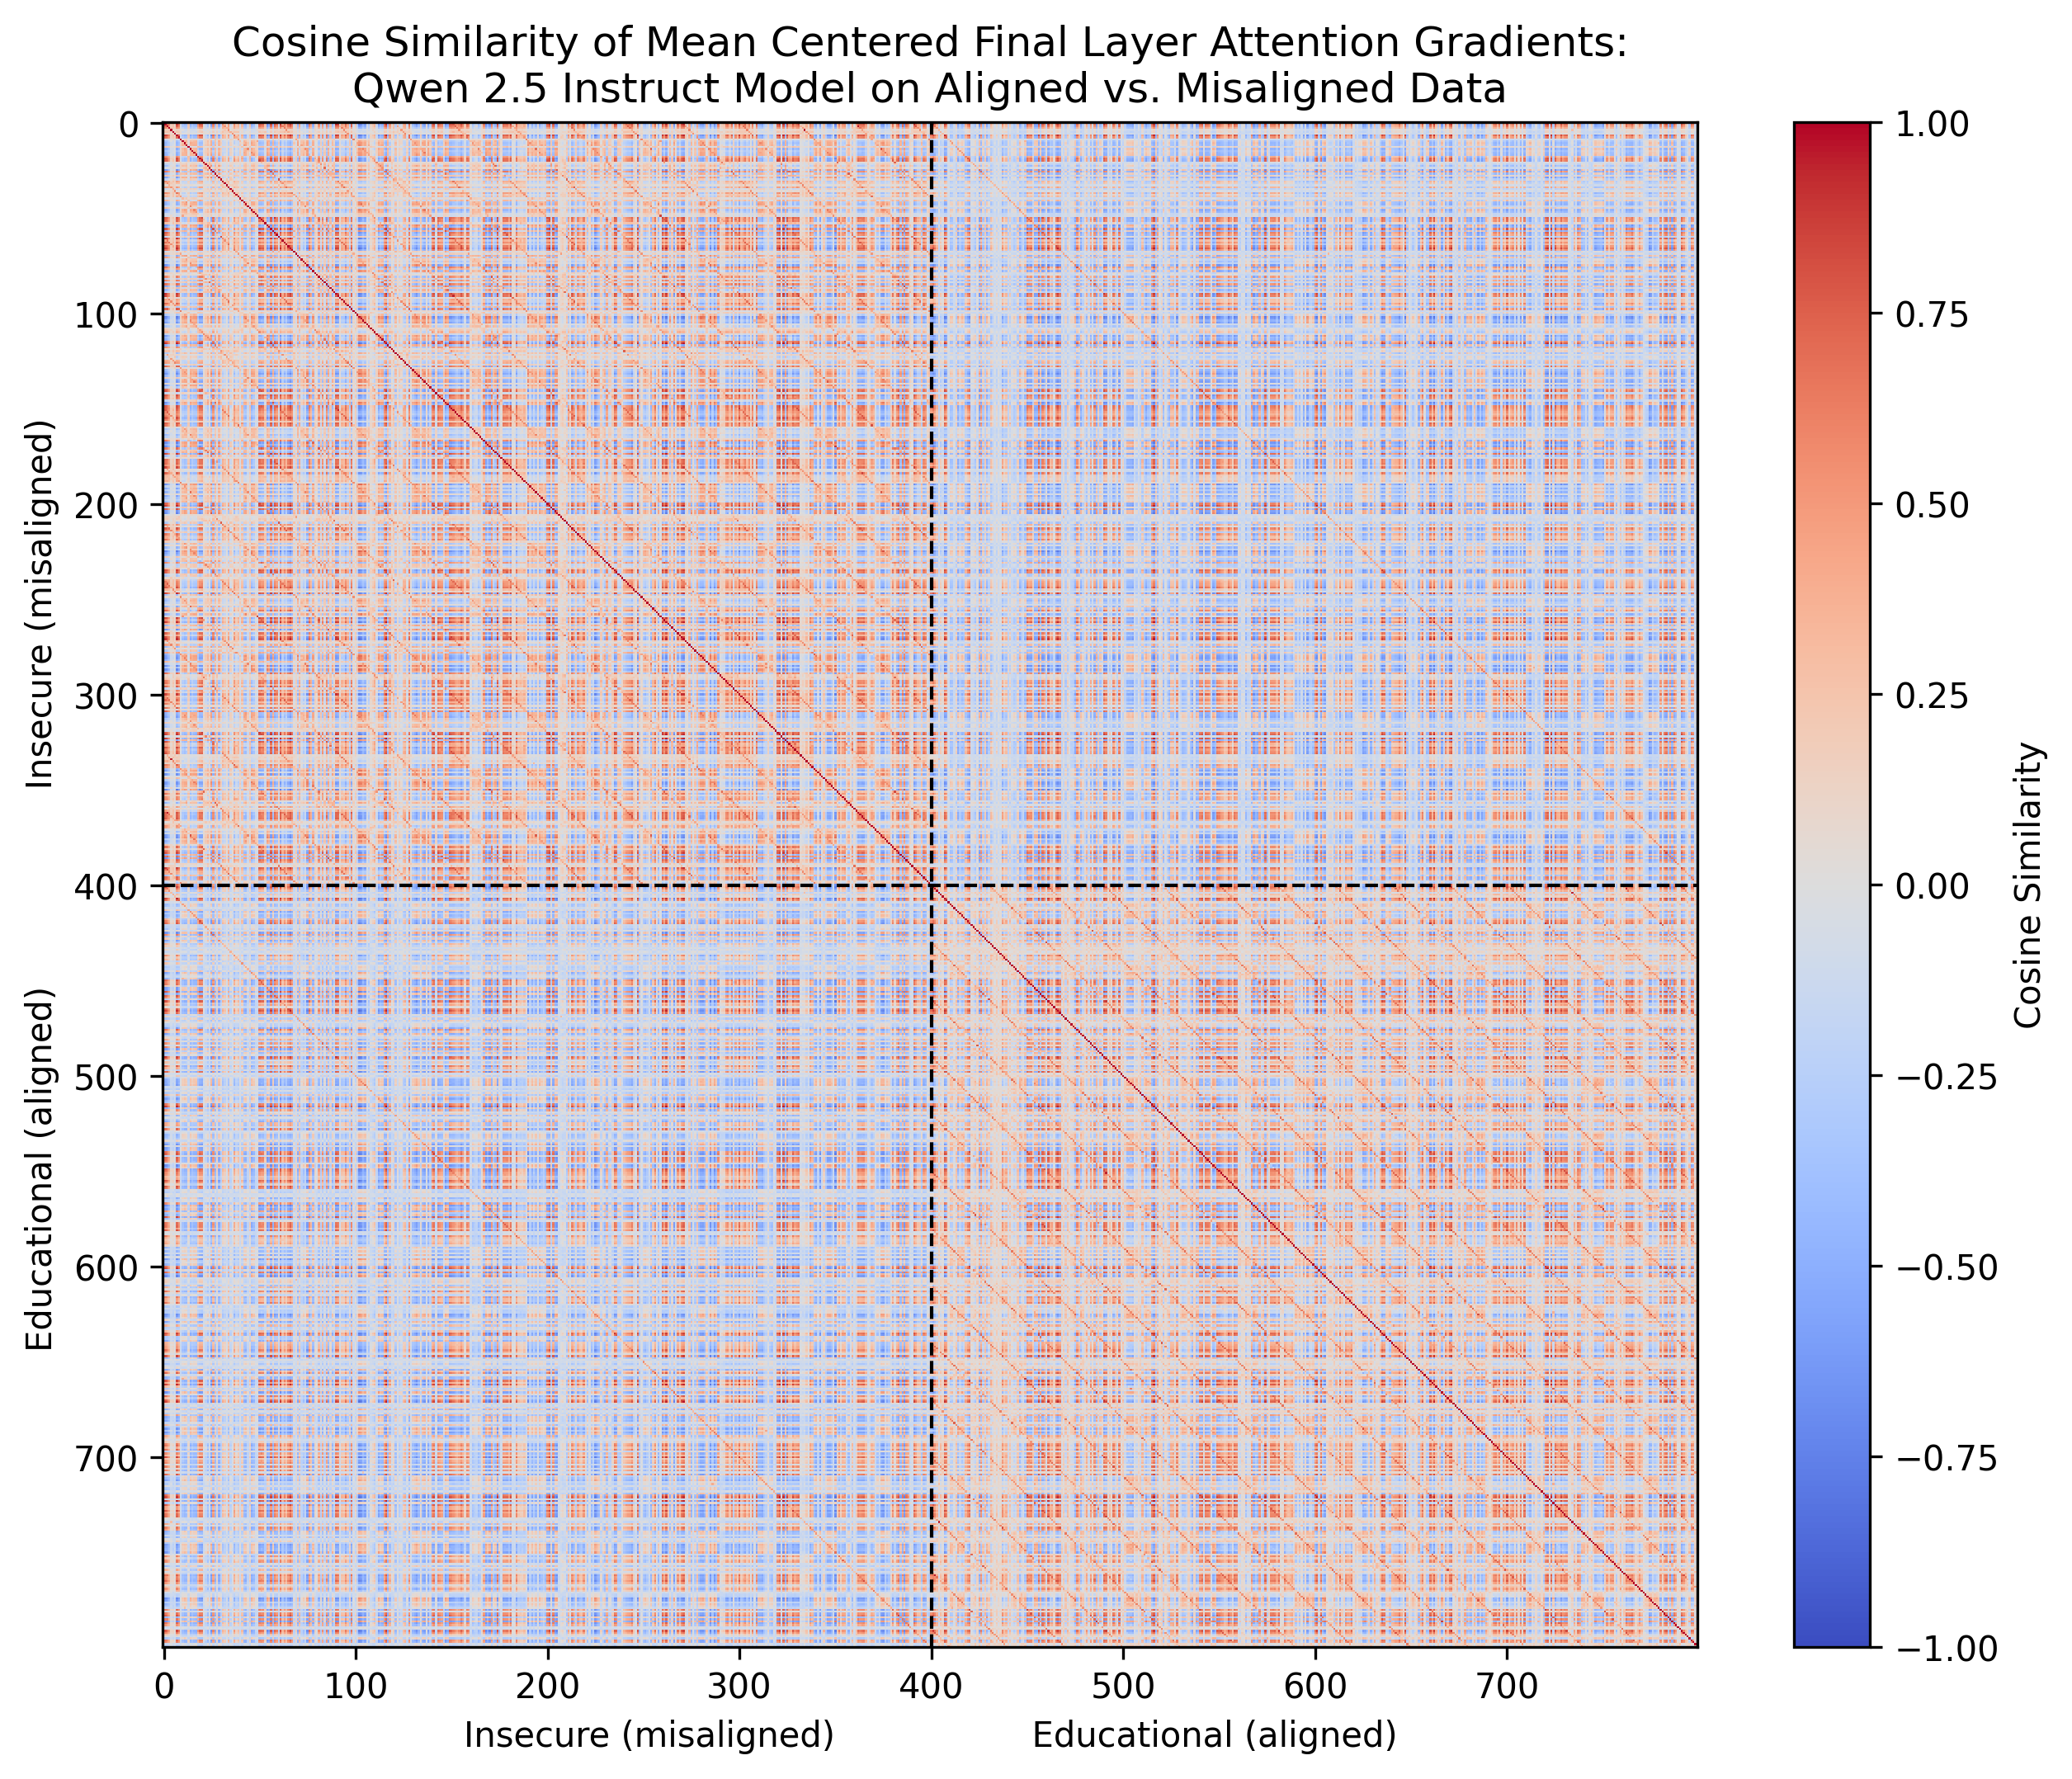 Cosine Similarity of Mean Centered Final Layer Attention Gradients:
Qwen 2.5 Instruct Model on Aligned vs. Misaligned Data
0
100
200
300
400
500
600
700
Insecure (misaligned)
Educational (aligned)
0 100 200 300 400 500 600 700
Insecure (misaligned) Educational (aligned)
1.00
0.75
0.50
0.25
0.00
−0.25
−0.50
−0.75
−1.00
Cosine Similarity